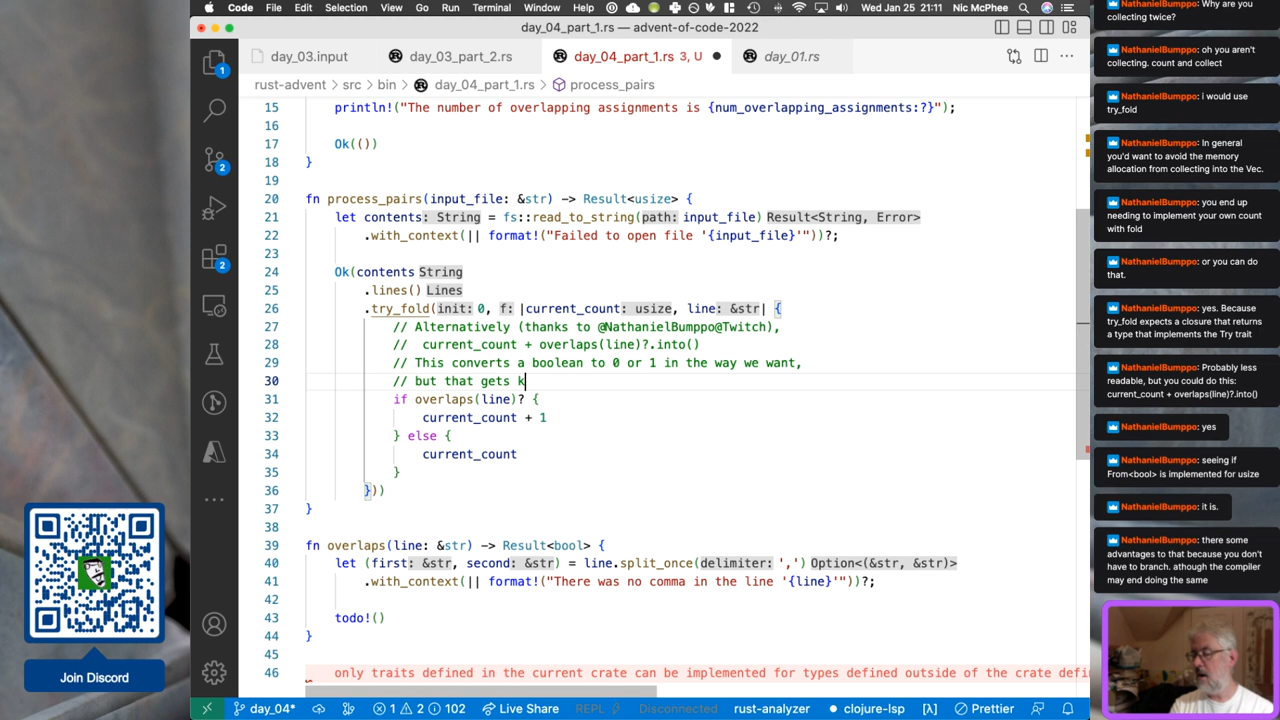 Code File Edit Selection View Go Run Terminal Window Help Wed Jan 25 21:11 Nic McPhee
day_04_part_1.rs — advent-of-code-2022
day_03.input day_03_part_2.rs day_04_part_1.rs 3, U day_01.rs
rust-advent > src > bin > day_04_part_1.rs > process_pairs
15 println!("The number of overlapping assignments is {num_overlapping_assignments:?}");
16
17 Ok(())
18 }
19
20 fn process_pairs(input_file: &str) -> Result<usize> {
21 let contents: String = fs::read_to_string(path: input_file) Result<String, Error>
22 .with_context(|| format!("Failed to open file '{input_file}'"))?;
23
24 Ok(contents String
25 .lines() Lines
26 .try_fold(init: 0, f: |current_count: usize, line: &str| {
27 // Alternatively (thanks to @NathanielBumppo@Twitch),
28 //  current_count + overlaps(line)?.into()
29 // This converts a boolean to 0 or 1 in the way we want,
30 // but that gets k
31 if overlaps(line)? {
32 current_count + 1
33 } else {
34 current_count
35 }
36 }))
37 }
38
39 fn overlaps(line: &str) -> Result<bool> {
40 let (first: &str, second: &str) = line.split_once(delimiter: ',') Option<(&str, &str)>
41 .with_context(|| format!("There was no comma in the line '{line}'"))?;
42
43 todo!()
44 }
45
46 only traits defined in the current crate can be implemented for types defined outside of the crate defi
1
2
2
day_04* 1 2 102 Live Share REPL Disconnected rust-analyzer clojure-lsp [λ] Prettier
Join Discord
NathanielBumppo: Why are you
collecting twice?
NathanielBumppo: oh you aren't
collecting. count and collect
NathanielBumppo: i would use
try_fold
NathanielBumppo: In general
you'd want to avoid the memory
allocation from collecting into the Vec.
NathanielBumppo: you end up
needing to implement your own count
with fold
NathanielBumppo: or you can do
that.
NathanielBumppo: yes. Because
try_fold expects a closure that returns
a type that implements the Try trait
NathanielBumppo: Probably less
readable, but you could do this:
current_count + overlaps(line)?.into()
NathanielBumppo: yes
NathanielBumppo: seeing if
From<bool> is implemented for usize
NathanielBumppo: it is.
NathanielBumppo: there some
advantages to that because you don't
have to branch. athough the compiler
may end doing the same